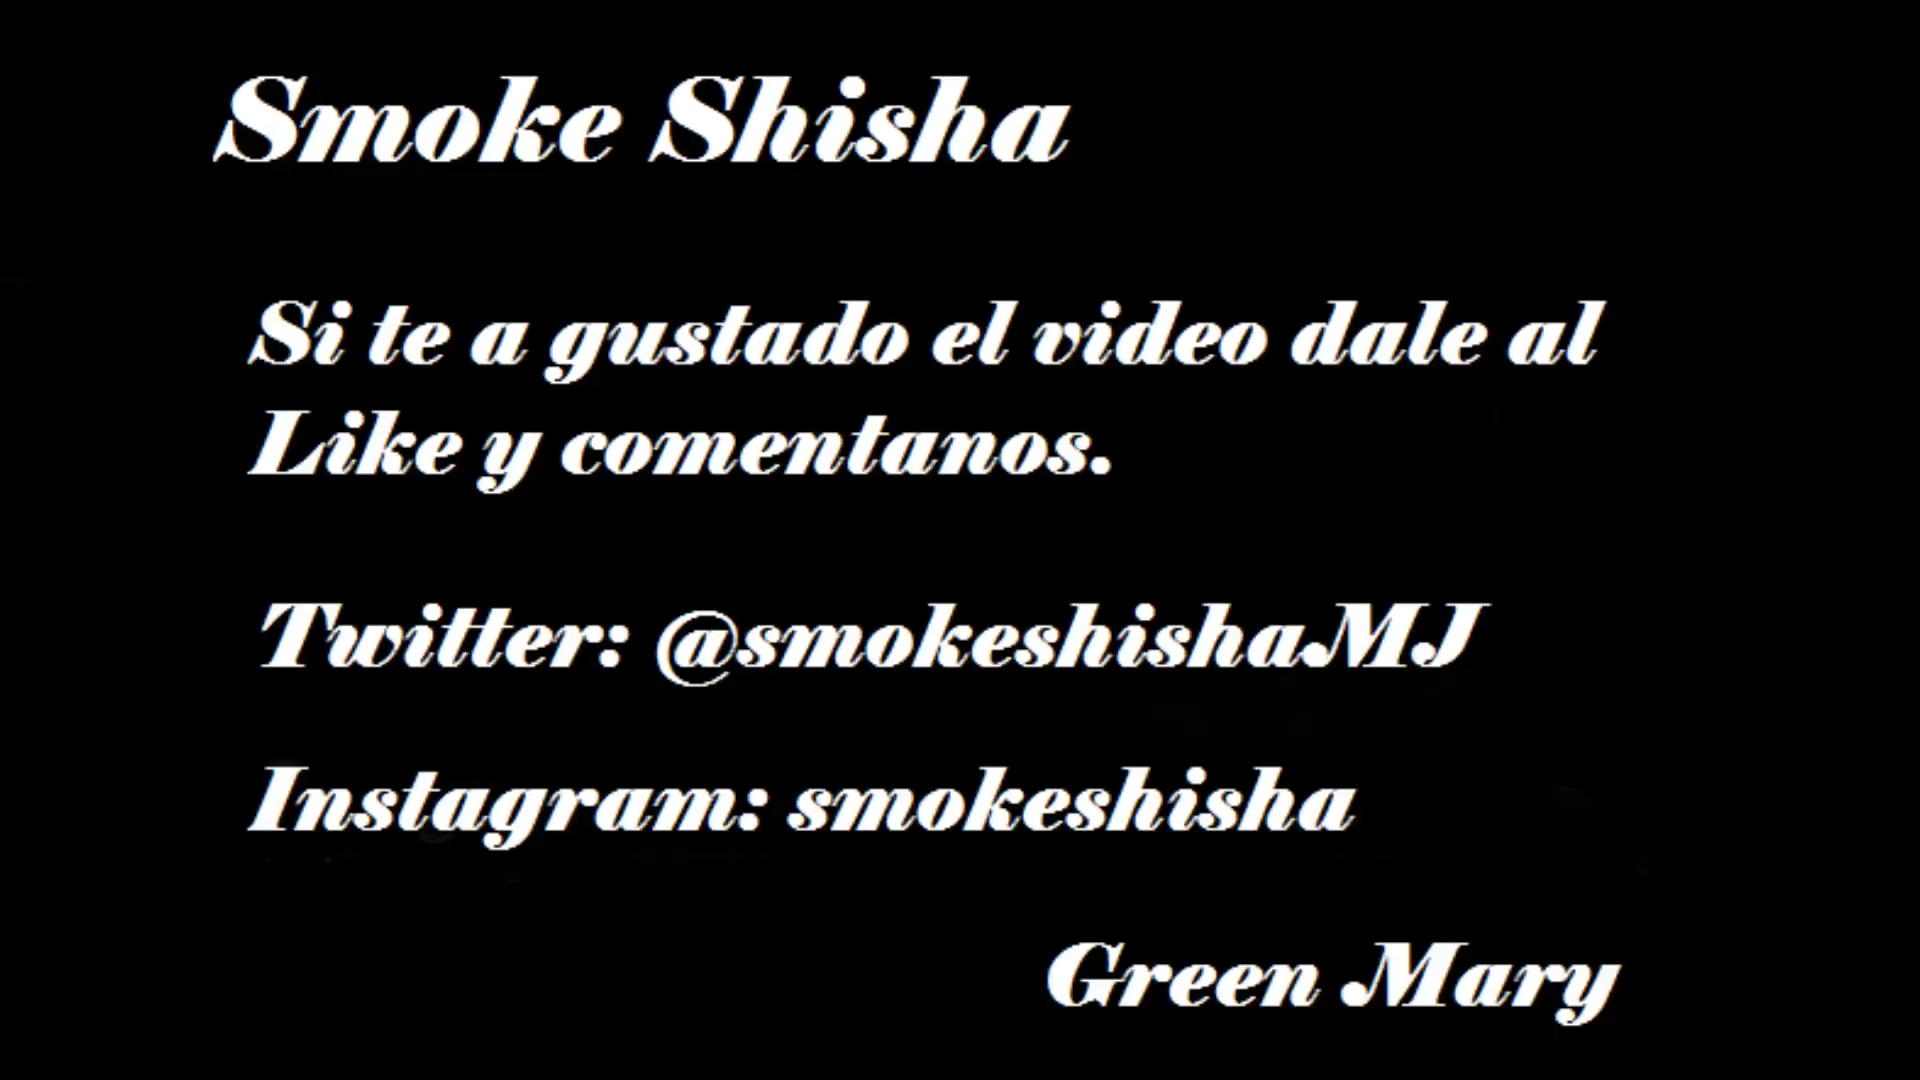 Smoke Shisha
Si te a gustado el video dale al
Like y comentanos.
Twitter: @smokeshishaMJ
Instagram: smokeshisha
Green Mary